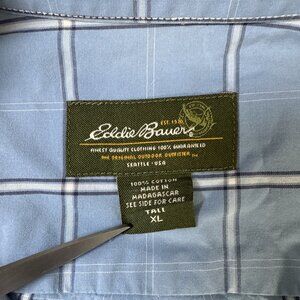 EST. 1920
Eddie Bauer®
FINEST QUALITY CLOTHING 100% GUARANTEED
THE ORIGINAL OUTDOOR OUTFITTER
SEATTLE · USA
100% COTTON
MADE IN
MADAGASCAR
SEE SIDE FOR CARE
TALL
XL